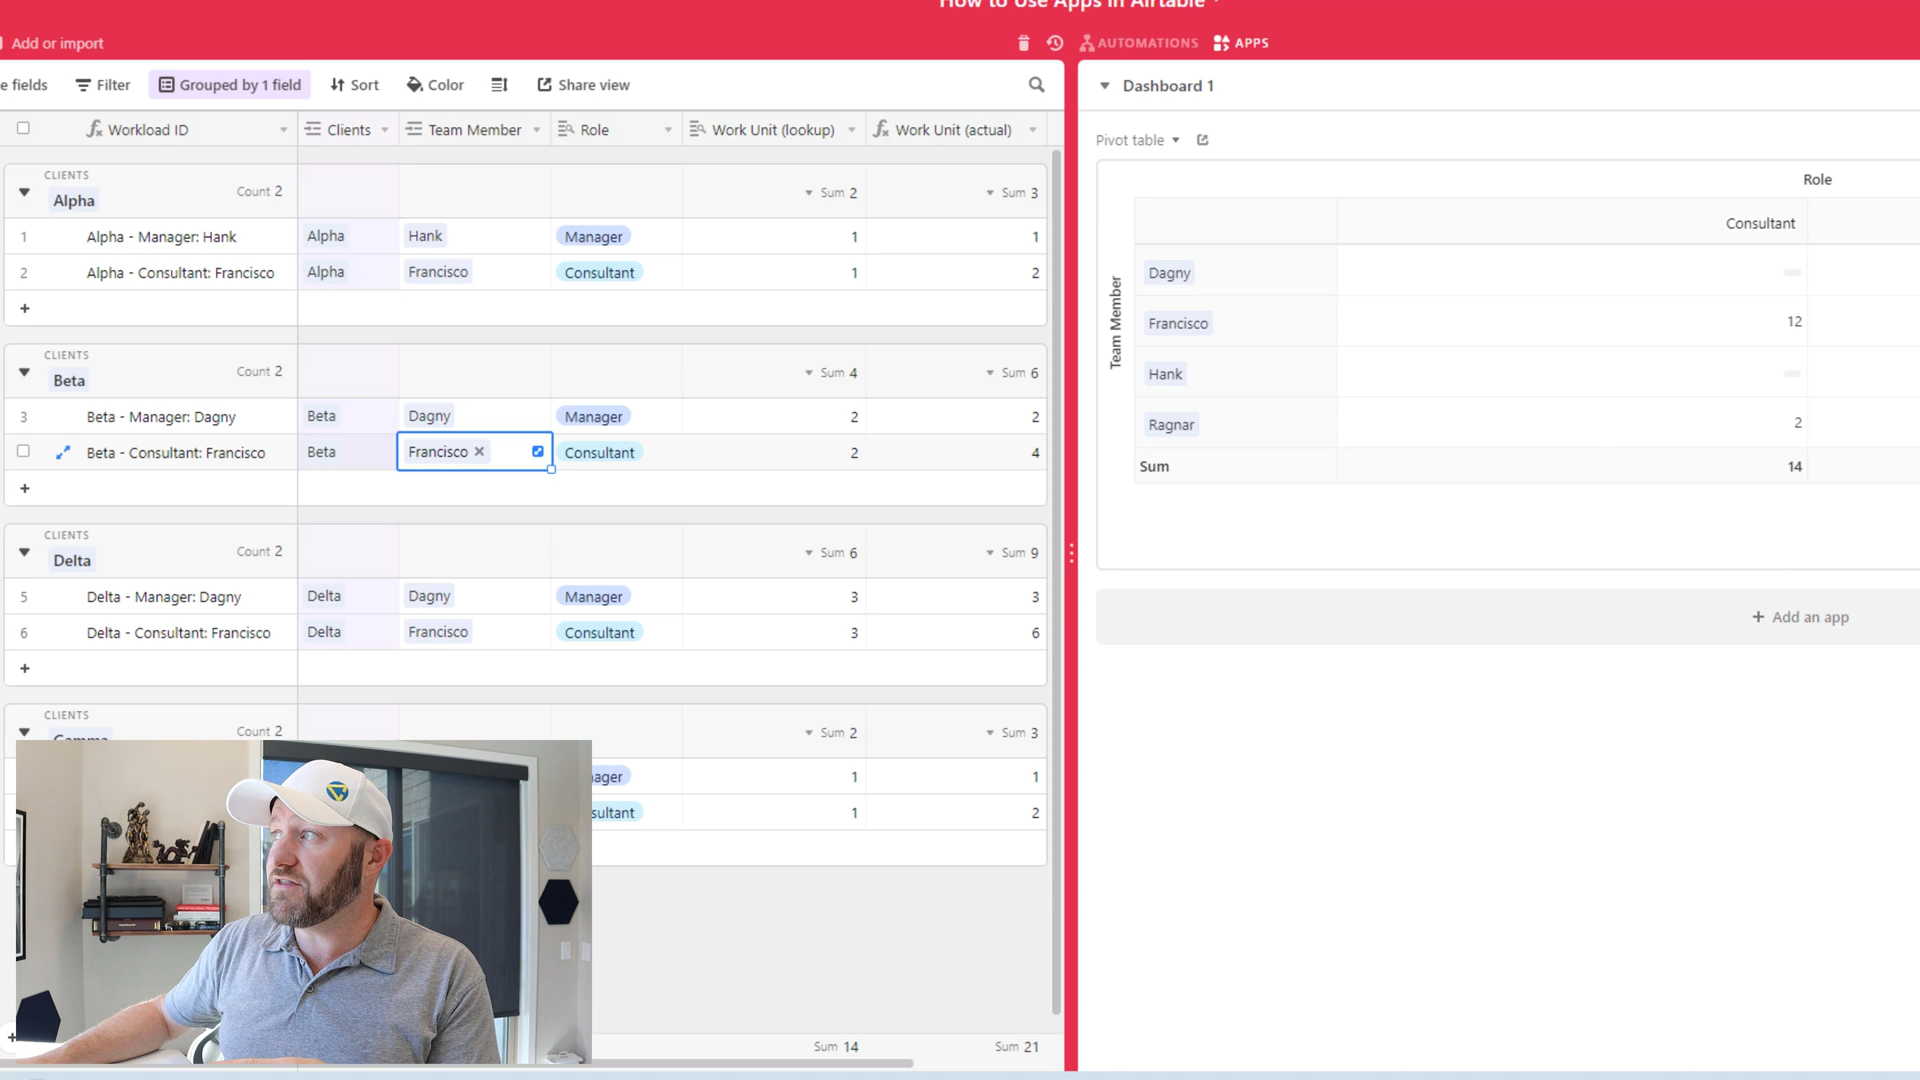 How to Use Apps in Airtable
Add or import
AUTOMATIONS
APPS
e fields
Filter
Grouped by 1 field
Sort
Color
Share view
Dashboard 1
Workload ID
Clients
Team Member
Role
Work Unit (lookup)
Work Unit (actual)
Pivot table
CLIENTS
Alpha
Count 2
Sum 2
Sum 3
1 Alpha - Manager: Hank Alpha Hank Manager 1 1
2 Alpha - Consultant: Francisco Alpha Francisco Consultant 1 2
+
CLIENTS
Beta
Count 2
Sum 4
Sum 6
3 Beta - Manager: Dagny Beta Dagny Manager 2 2
Beta - Consultant: Francisco Beta Francisco × Consultant 2 4
+
CLIENTS
Delta
Count 2
Sum 6
Sum 9
5 Delta - Manager: Dagny Delta Dagny Manager 3 3
6 Delta - Consultant: Francisco Delta Francisco Consultant 3 6
+
CLIENTS
Gamma
Count 2
Sum 2
Sum 3
nager 1 1
sultant 1 2
+
Sum 14
Sum 21
Role
Consultant
Team Member
Dagny
Francisco 12
Hank
Ragnar 2
Sum 14
+ Add an app